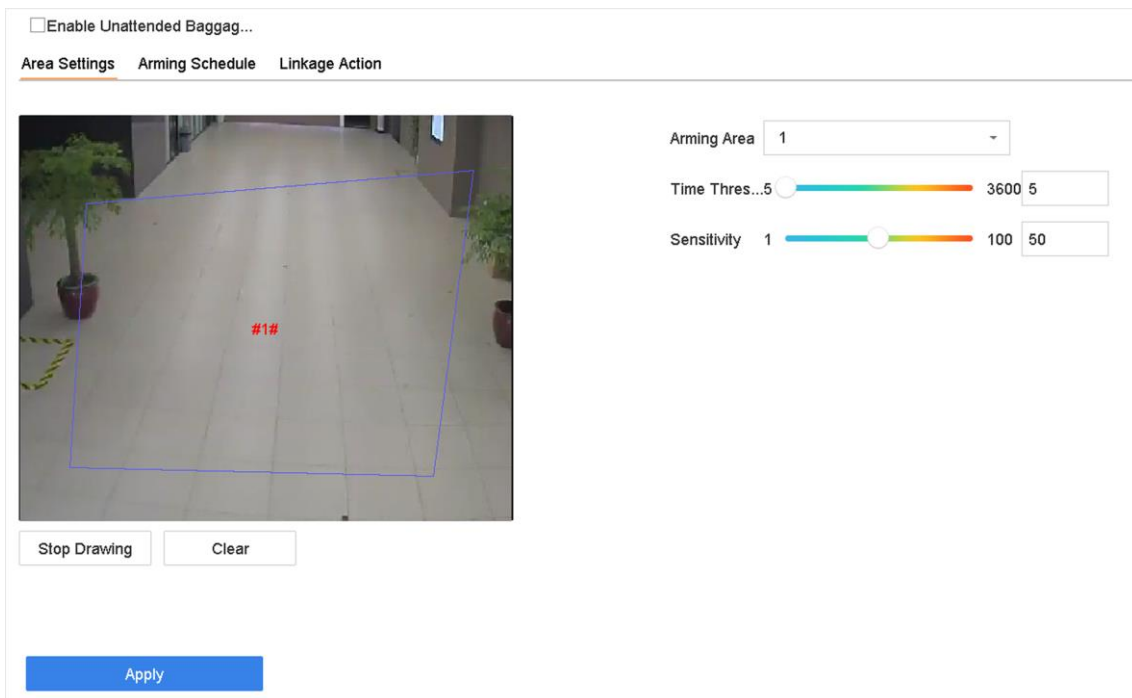 Enable Unattended Baggag...
Area Settings Arming Schedule Linkage Action
Arming Area 1
Time Thres...5 3600 5
Sensitivity 1 100 50
#1#
Stop Drawing Clear
Apply